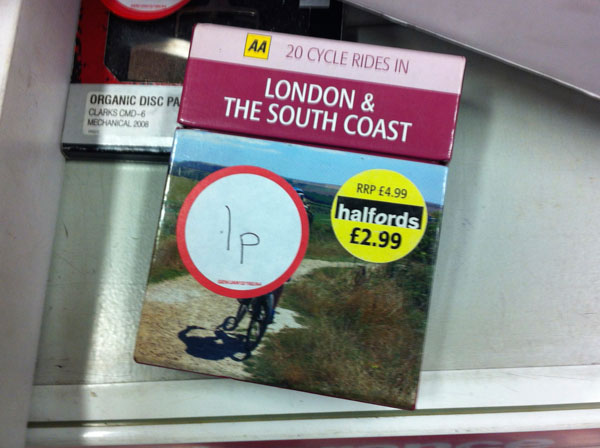 AA
20 CYCLE RIDES IN
LONDON &
THE SOUTH COAST
ORGANIC DISC PA
CLARKS CMD-6
MECHANICAL 2008
RRP £4.99
halfords
£2.99
1p